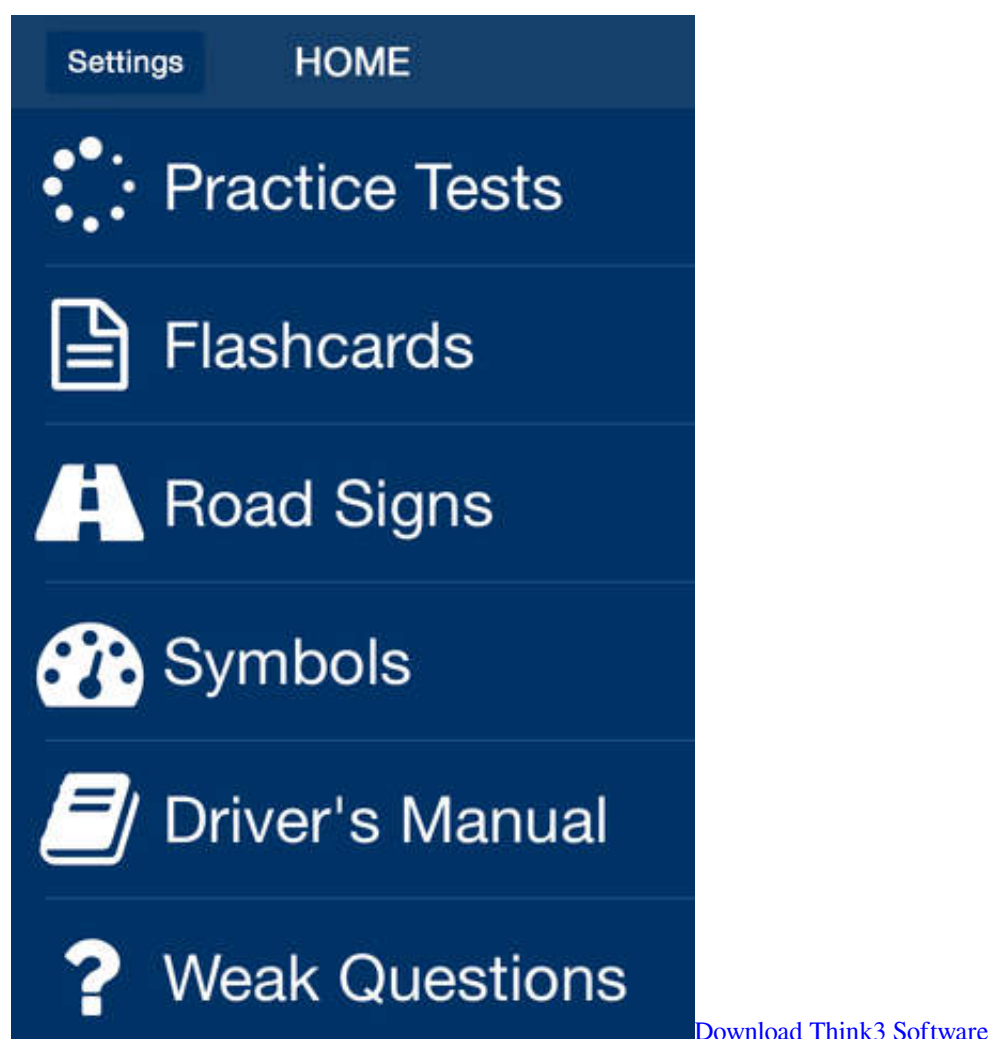 Settings HOME
Practice Tests
Flashcards
Road Signs
Symbols
Driver's Manual
Weak Questions
Download Think3 Software